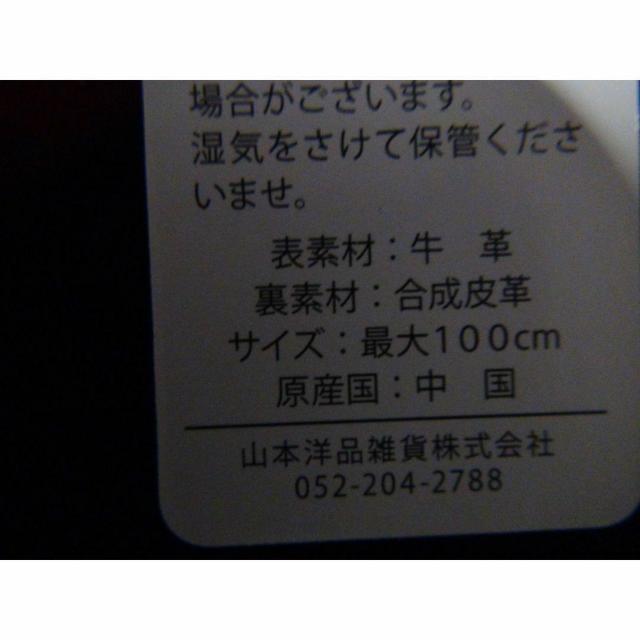 場合がございます。
湿気をさけて保管くださ
いませ。
表素材：牛　革
裏素材：合成皮革
サイズ：最大100cm
原産国：中　国
山本洋品雑貨株式会社
052-204-2788